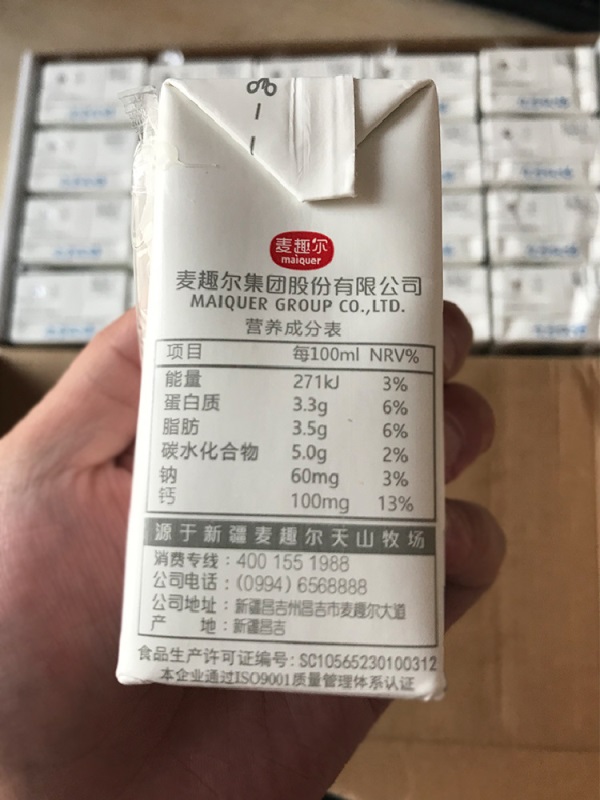 麦趣尔
maiquer
麦趣尔集团股份有限公司
MAIQUER GROUP CO.,LTD.
营养成分表
项目 每100ml NRV%
能量 271kJ 3%
蛋白质 3.3g 6%
脂肪 3.5g 6%
碳水化合物 5.0g 2%
钠 60mg 3%
钙 100mg 13%
源于新疆麦趣尔天山牧场
消费专线：400 155 1988
公司电话：(0994) 6568888
公司地址：新疆昌吉州昌吉市麦趣尔大道
产 地：新疆昌吉
食品生产许可证编号：SC10565230100312
本企业通过ISO9001质量管理体系认证